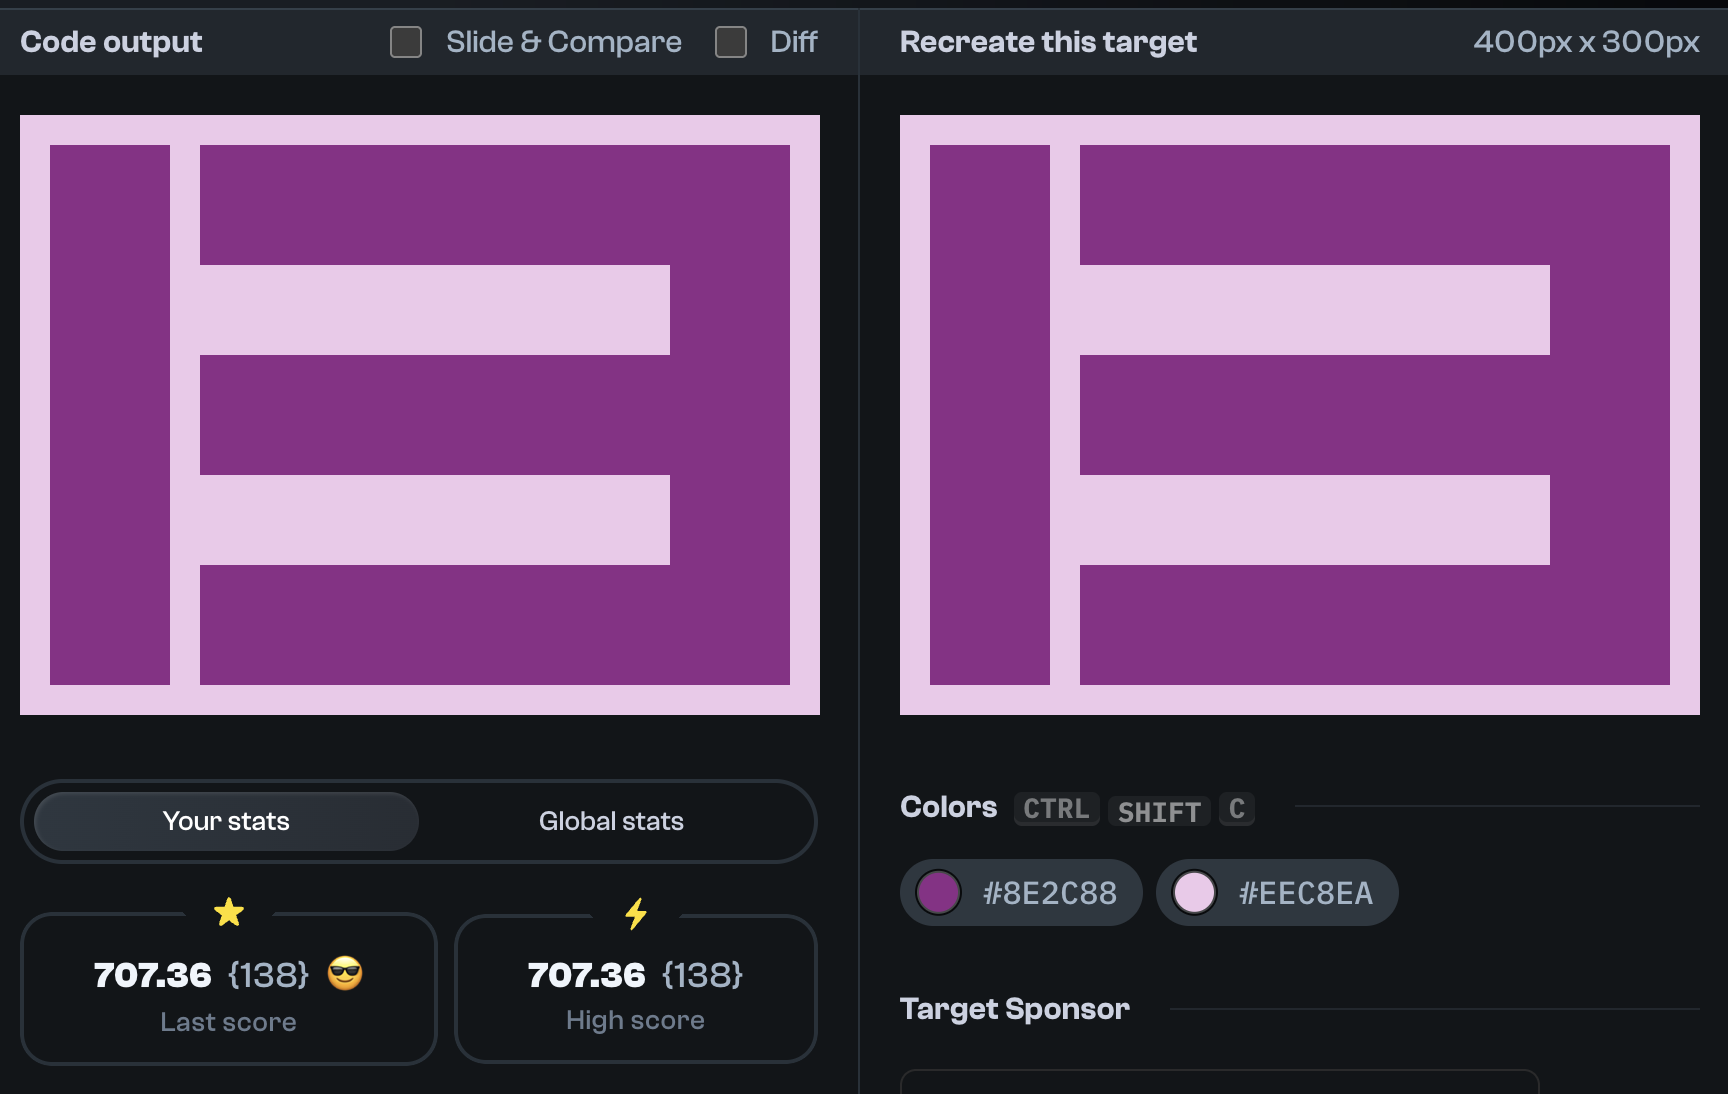 Code output
Slide & Compare
Diff
Recreate this target
400px x 300px
Your stats
Global stats
707.36 {138} 😎
Last score
707.36 {138}
High score
Colors CTRL SHIFT C
#8E2C88
#EEC8EA
Target Sponsor